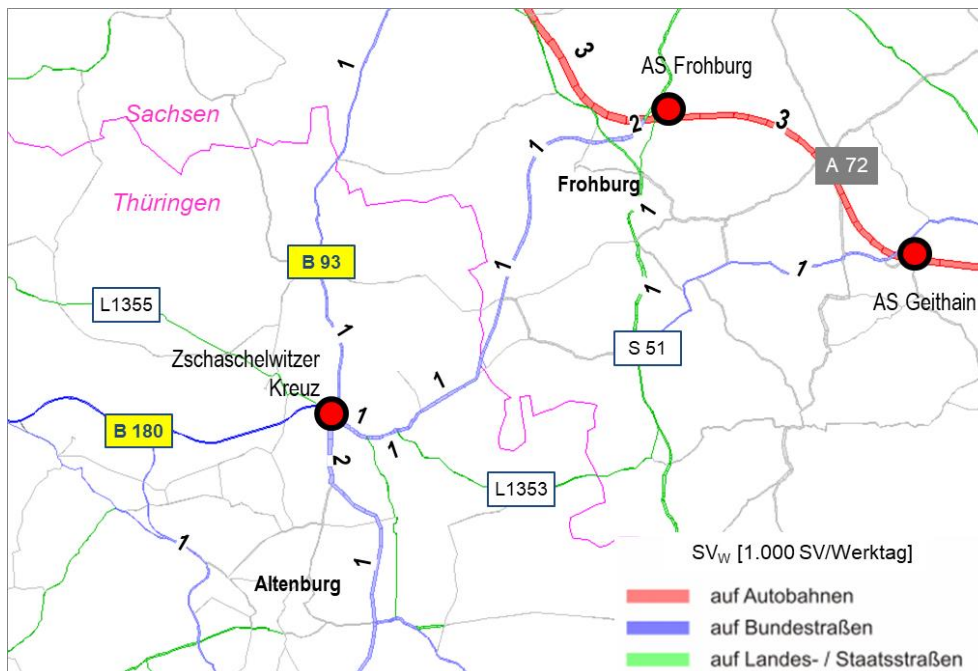 3
AS Frohburg
1
Sachsen
2
3
1
A 72
Thüringen
Frohburg
1
B 93
1
1
1
AS Geithain
L1355
1
S 51
Zschaschelwitzer
Kreuz
1
1
B 180
1
2
L1353
1
1
Altenburg
SVW [1.000 SV/Werktag]
auf Autobahnen
auf Bundestraßen
auf Landes- / Staatsstraßen